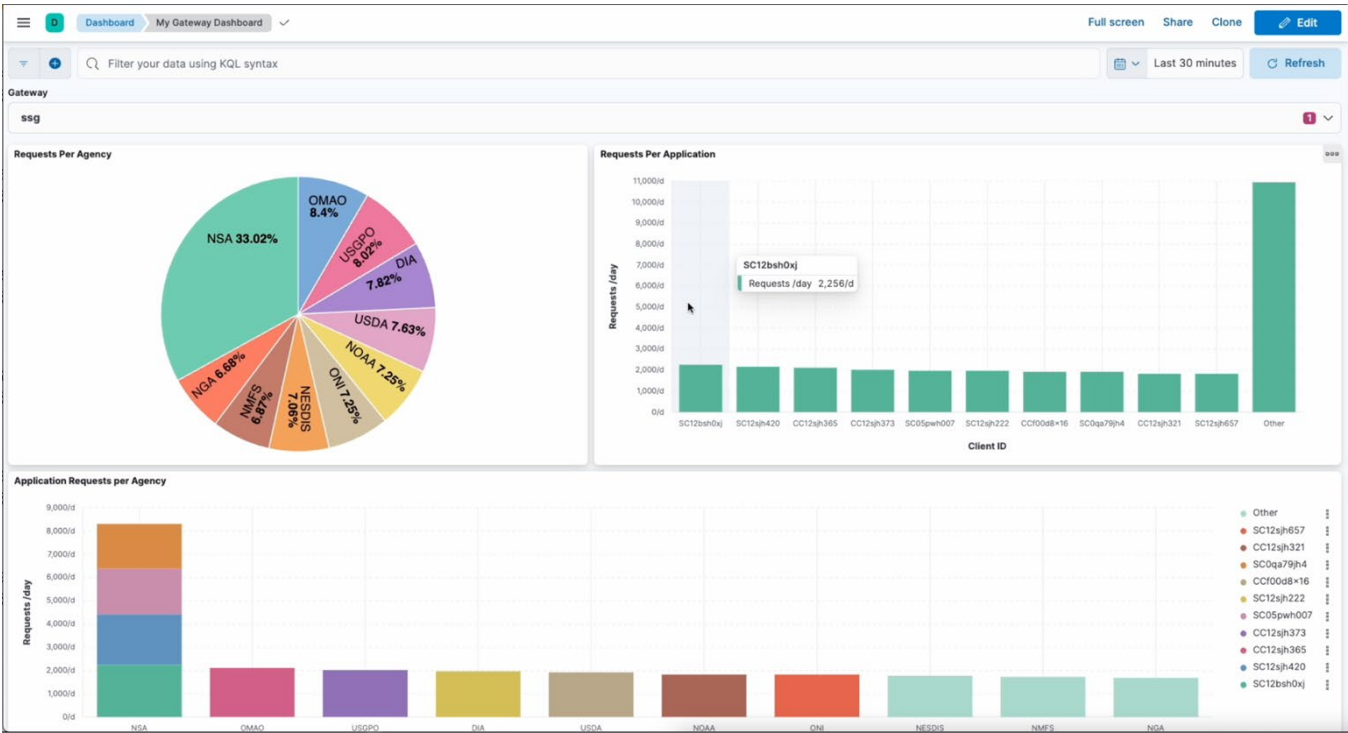 D Dashboard My Gateway Dashboard Full screen Share Clone Edit
Filter your data using KQL syntax Last 30 minutes Refresh
Gateway
ssg 1
Requests Per Agency
OMAO
8.4%
USGPO
8.02%
DIA
7.82%
USDA 7.63%
NOAA 7.25%
ONI 7.25%
NESDIS
7.06%
NMFS
6.87%
NGA 6.68%
NSA 33.02%
Requests Per Application
Requests /day
11,000/d
10,000/d
9,000/d
8,000/d
7,000/d
6,000/d
5,000/d
4,000/d
3,000/d
2,000/d
1,000/d
0/d
SC12bsh0xj
Requests /day 2,256/d
SC12bsh0xj SC12sjh420 CC12sjh365 CC12sjh373 SC05pwh007 SC12sjh222 CCf00d8×16 SC0qa79jh4 CC12sjh321 SC12sjh657 Other
Client ID
Application Requests per Agency
Requests /day
9,000/d
8,000/d
7,000/d
6,000/d
5,000/d
4,000/d
3,000/d
2,000/d
1,000/d
0/d
NSA OMAO USGPO DIA USDA NOAA ONI NESDIS NMFS NGA
Other
SC12sjh657
CC12sjh321
SC0qa79jh4
CCf00d8×16
SC12sjh222
SC05pwh007
CC12sjh373
CC12sjh365
SC12sjh420
SC12bsh0xj